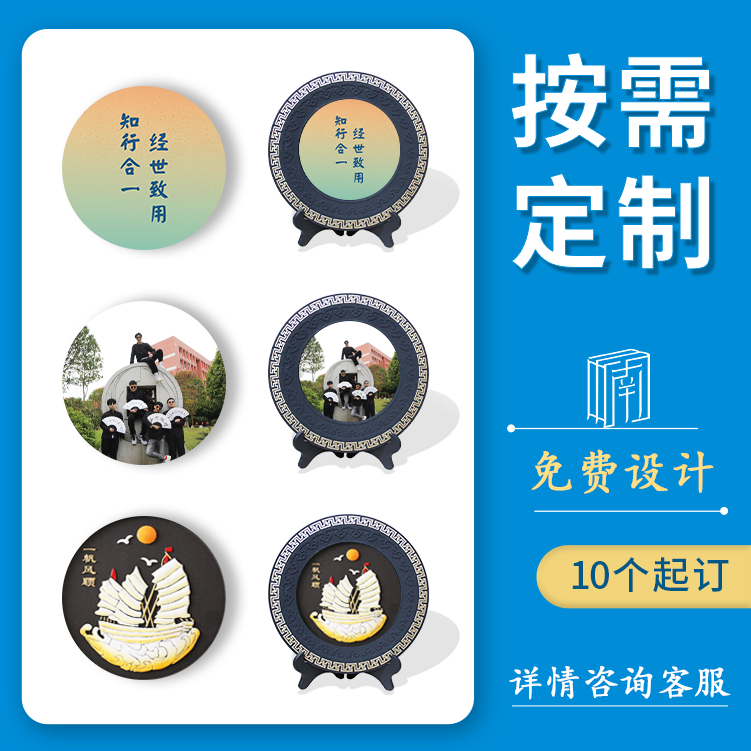 经世致用
知行合一
经世致用
知行合一
一帆风顺
一帆风顺
按需
定制
南
免费设计
10个起订
详情咨询客服